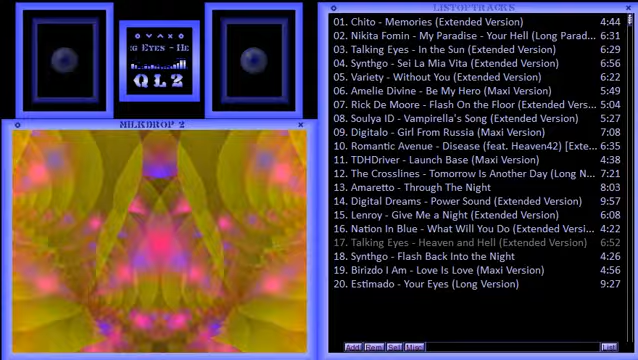 LISTOFTRACKS
G EYES - HE
QL2
MILKDROP 2
01. Chito - Memories (Extended Version) 4:44
02. Nikita Fomin - My Paradise - Your Hell (Long Parad... 6:31
03. Talking Eyes - In the Sun (Extended Version) 6:29
04. Synthgo - Sei La Mia Vita (Extended Version) 6:56
05. Variety - Without You (Extended Version) 6:22
06. Amelie Divine - Be My Hero (Maxi Version) 5:49
07. Rick De Moore - Flash On the Floor (Extended Vers... 5:04
08. Soulya ID - Vampirella's Song (Extended Version) 5:27
09. Digitalo - Girl From Russia (Maxi Version) 7:08
10. Romantic Avenue - Disease (feat. Heaven42) [Exte... 6:35
11. TDHDriver - Launch Base (Maxi Version) 4:38
12. The Crosslines - Tomorrow Is Another Day (Long N... 7:21
13. Amaretto - Through The Night 8:03
14. Digital Dreams - Power Sound (Extended Version) 9:57
15. Lenroy - Give Me a Night (Extended Version) 6:08
16. Nation In Blue - What Will You Do (Extended Versi... 4:22
17. Talking Eyes - Heaven and Hell (Extended Version) 6:52
18. Synthgo - Flash Back Into the Night 4:26
19. Birizdo I Am - Love Is Love (Maxi Version) 4:56
20. Estimado - Your Eyes (Long Version) 9:27
Add Rem Sel Misc List